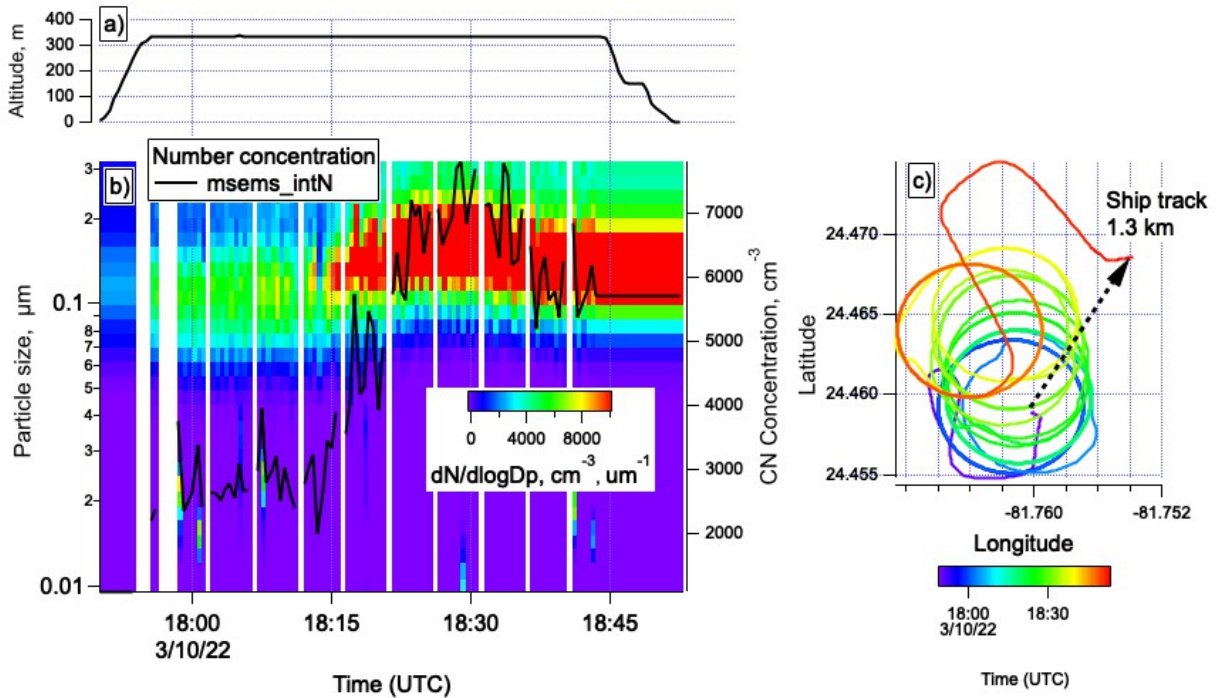 a)
Altitude, m
400
300
200
100
0
b)
Number concentration
msems_intN
Particle size, µm
3
2
0.1
8
7
6
5
4
3
2
0.01
7000
6000
5000
4000
3000
2000
CN Concentration, cm-3
0 4000 8000
dN/dlogDp, cm-3, um-1
18:00 18:15 18:30 18:45
3/10/22
Time (UTC)
c)
Ship track
1.3 km
Latitude
24.470
24.465
24.460
24.455
-81.760 -81.752
Longitude
18:00 18:30
3/10/22
Time (UTC)